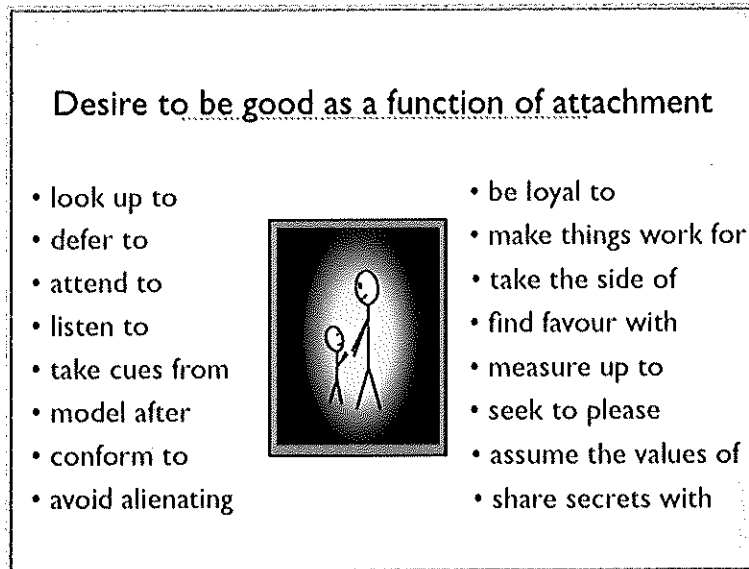 Desire to be good as a function of attachment
• look up to
• defer to
• attend to
• listen to
• take cues from
• model after
• conform to
• avoid alienating
• be loyal to
• make things work for
• take the side of
• find favour with
• measure up to
• seek to please
• assume the values of
• share secrets with